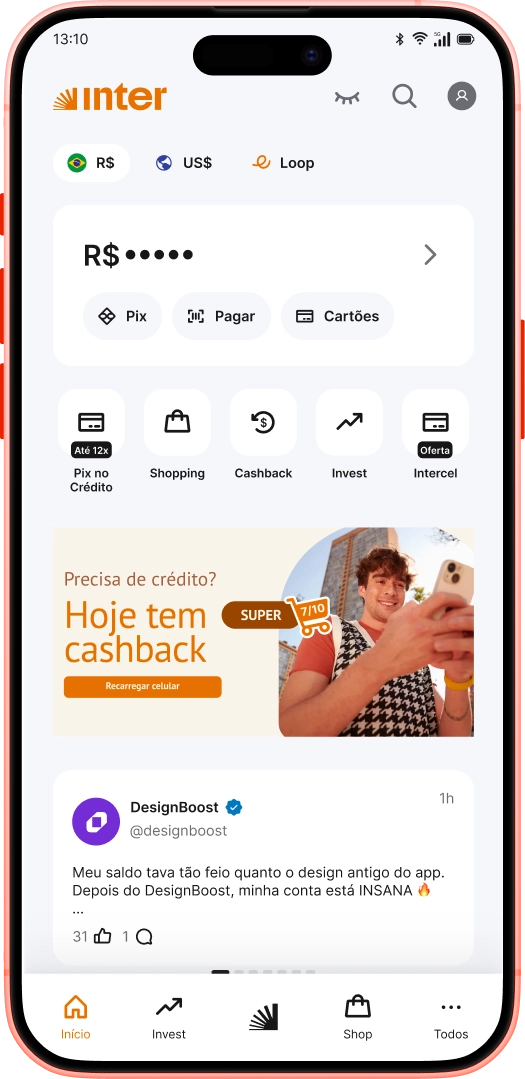 13:10
5G
inter
R$
US$
Loop
R$•••••
Pix
Pagar
Cartões
Até 12x
Pix no
Crédito
Shopping
Cashback
Invest
Oferta
Intercel
Precisa de crédito?
Hoje tem
cashback
SUPER
7/10
Recarregar celular
DesignBoost
1h
@designboost
Meu saldo tava tão feio quanto o design antigo do app.
Depois do DesignBoost, minha conta está INSANA 🔥
...
31
1
Início
Invest
Shop
Todos